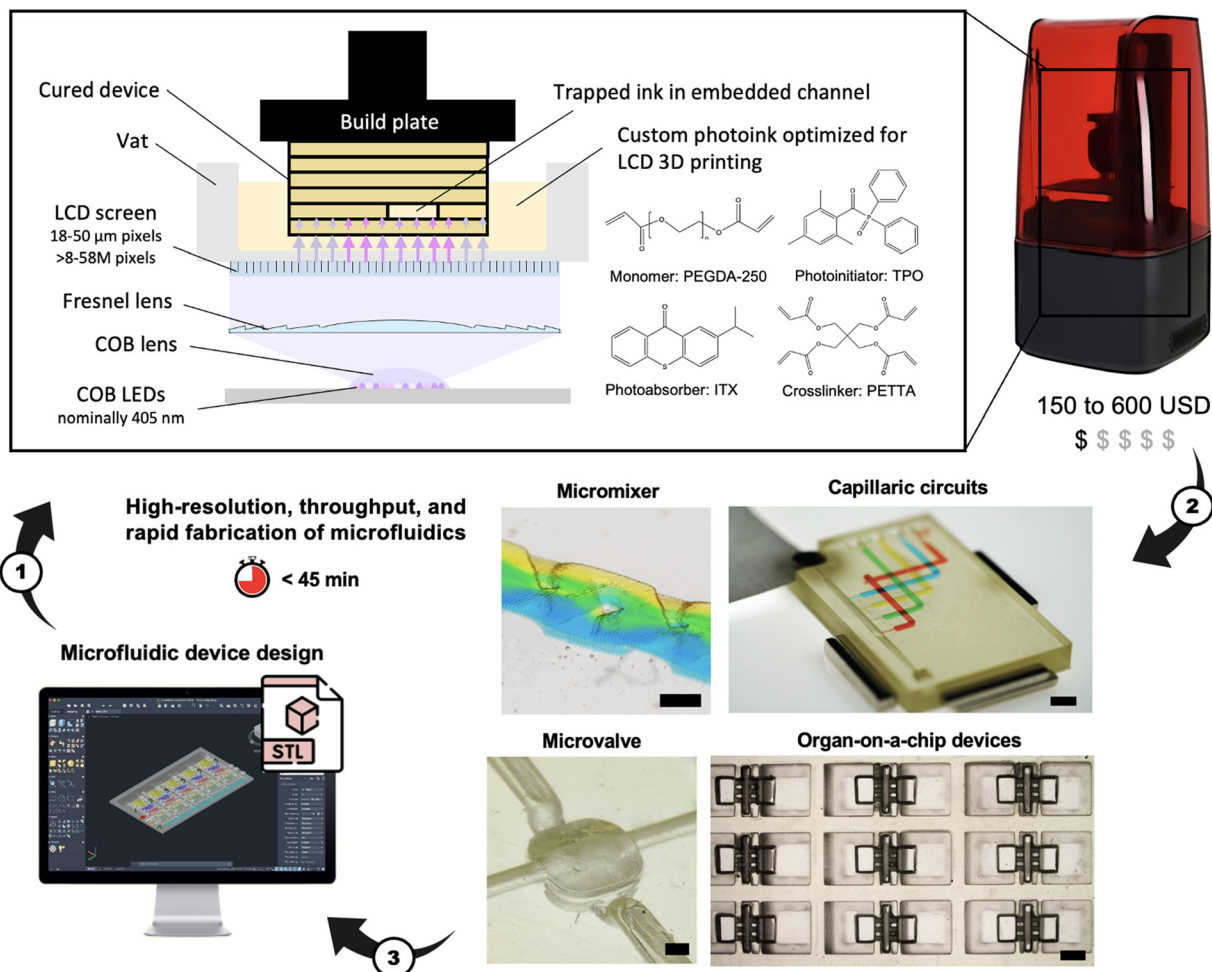 Cured device
Vat
LCD screen
18-50 µm pixels
>8-58M pixels
Fresnel lens
COB lens
COB LEDs
nominally 405 nm
Build plate
Trapped ink in embedded channel
Custom photoink optimized for
LCD 3D printing
Monomer: PEGDA-250
Photoinitiator: TPO
Photoabsorber: ITX
Crosslinker: PETTA
150 to 600 USD
$ $ $ $ $
1
2
High-resolution, throughput, and
rapid fabrication of microfluidics
< 45 min
Microfluidic device design
STL
Micromixer
Capillaric circuits
Microvalve
Organ-on-a-chip devices
3